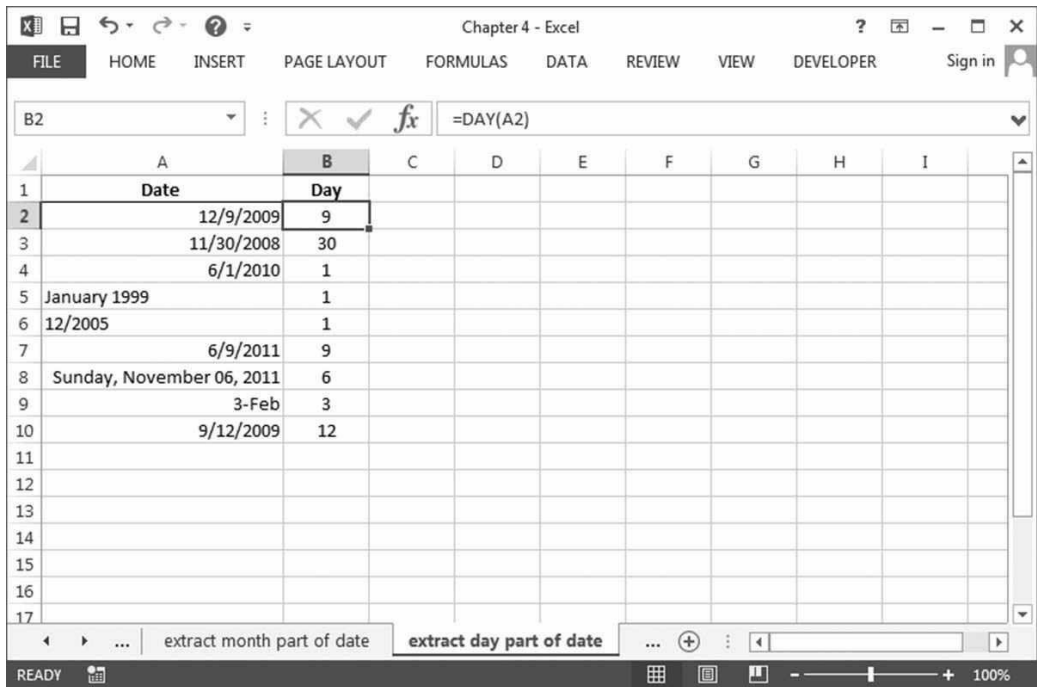 Chapter 4 - Excel ?
FILE HOME INSERT PAGE LAYOUT FORMULAS DATA REVIEW VIEW DEVELOPER Sign in
B2 fx =DAY(A2)
A B C D E F G H I
1 Date Day
2 12/9/2009 9
3 11/30/2008 30
4 6/1/2010 1
5 January 1999 1
6 12/2005 1
7 6/9/2011 9
8 Sunday, November 06, 2011 6
9 3-Feb 3
10 9/12/2009 12
11
12
13
14
15
16
17
... extract month part of date extract day part of date ...
READY 100%